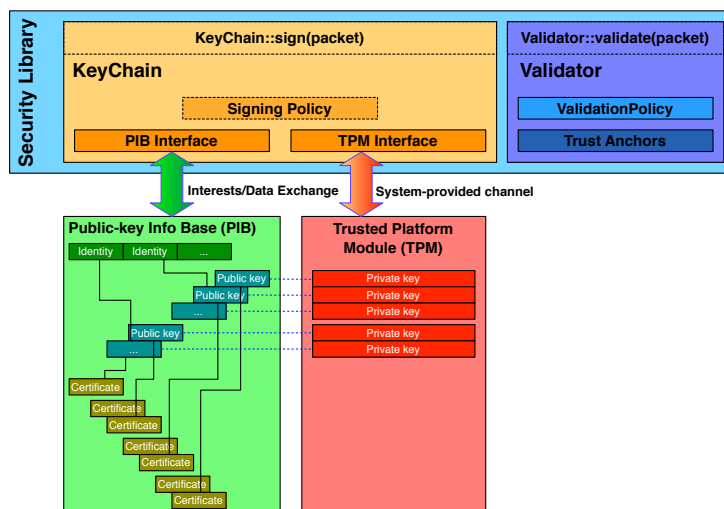 Security Library
KeyChain::sign(packet)
KeyChain
Signing Policy
PIB Interface
TPM Interface
Validator::validate(packet)
Validator
ValidationPolicy
Trust Anchors
Interests/Data Exchange
System-provided channel
Public-key Info Base (PIB)
Identity
Identity
...
Public key
Public key
...
Public key
...
Certificate
Certificate
Certificate
Certificate
Certificate
Certificate
Certificate
Trusted Platform
Module (TPM)
Private key
Private key
Private key
Private key
Private key